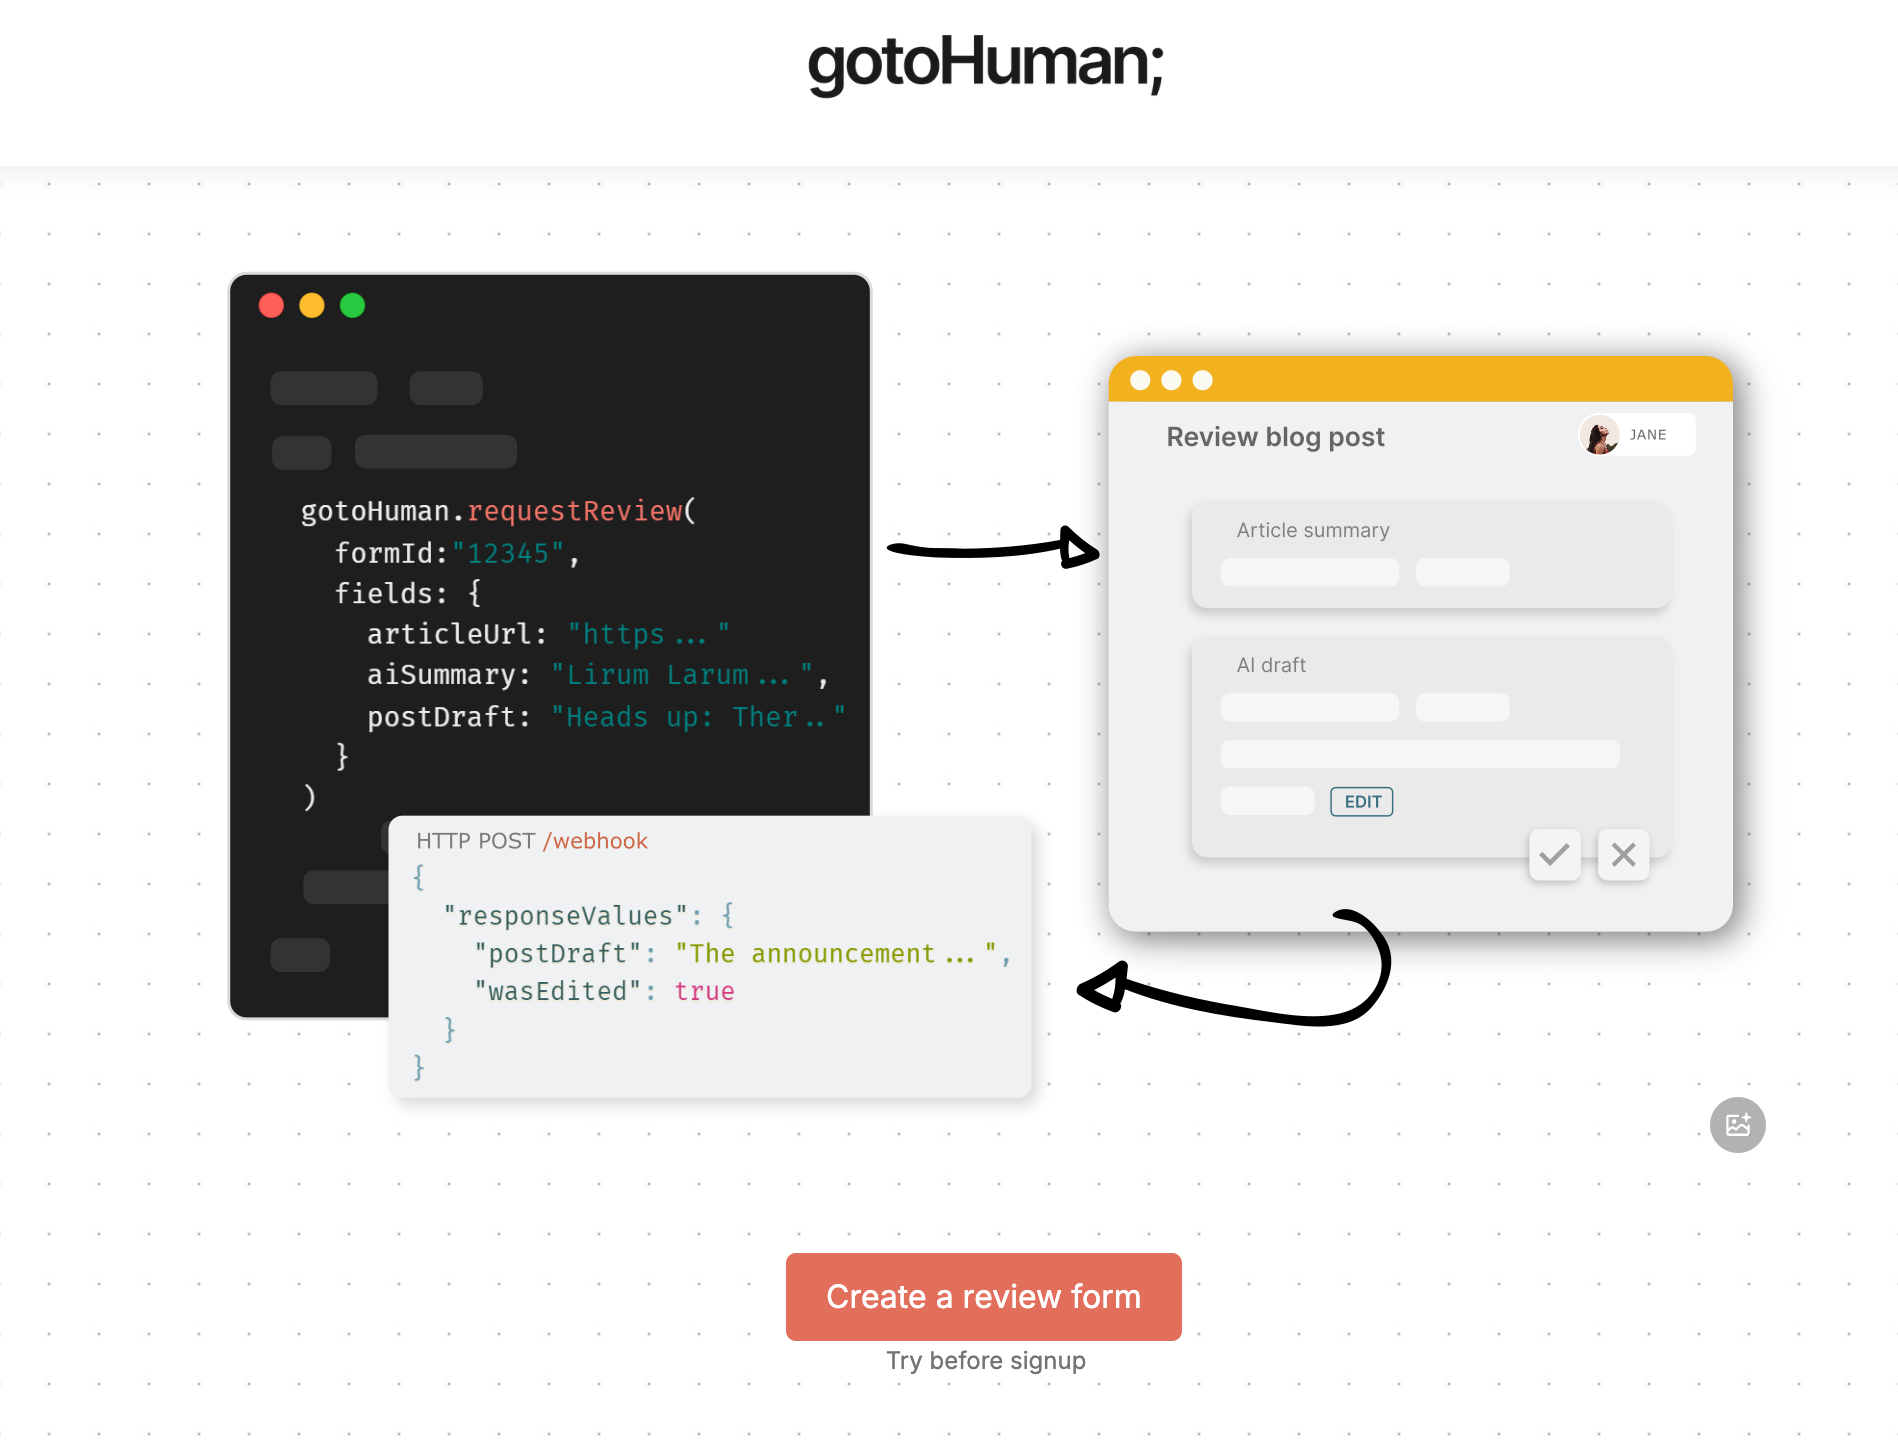 gotoHuman;
gotoHuman.requestReview(
formId:"12345",
fields: {
articleUrl: "https..."
aiSummary: "Lirum Larum...",
postDraft: "Heads up: Ther.."
}
)
HTTP POST /webhook
{
"responseValues": {
"postDraft": "The announcement...",
"wasEdited": true
}
}
Review blog post
JANE
Article summary
AI draft
EDIT
Create a review form
Try before signup